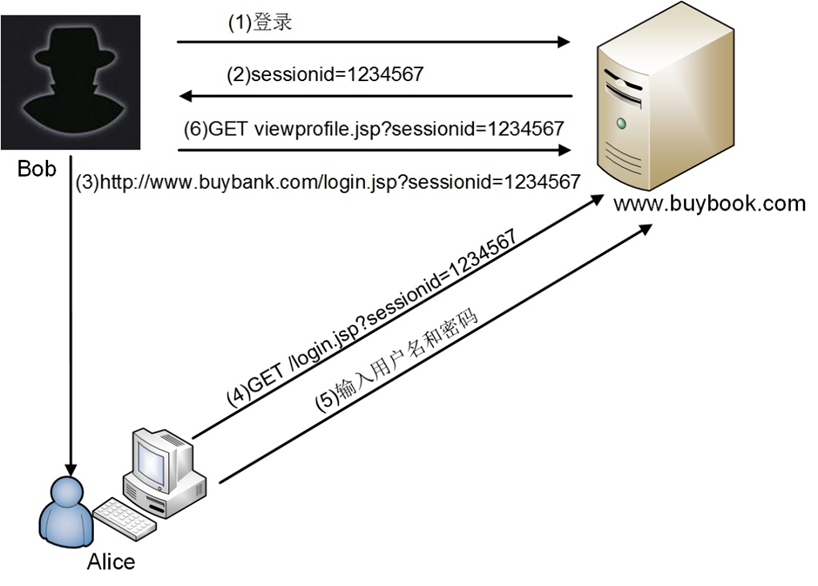 (1)登录
(2)sessionid=1234567
(6)GET viewprofile.jsp?sessionid=1234567
Bob
(3)http://www.buybank.com/login.jsp?sessionid=1234567
www.buybook.com
(4)GET /login.jsp?sessionid=1234567
(5)输入用户名和密码
Alice